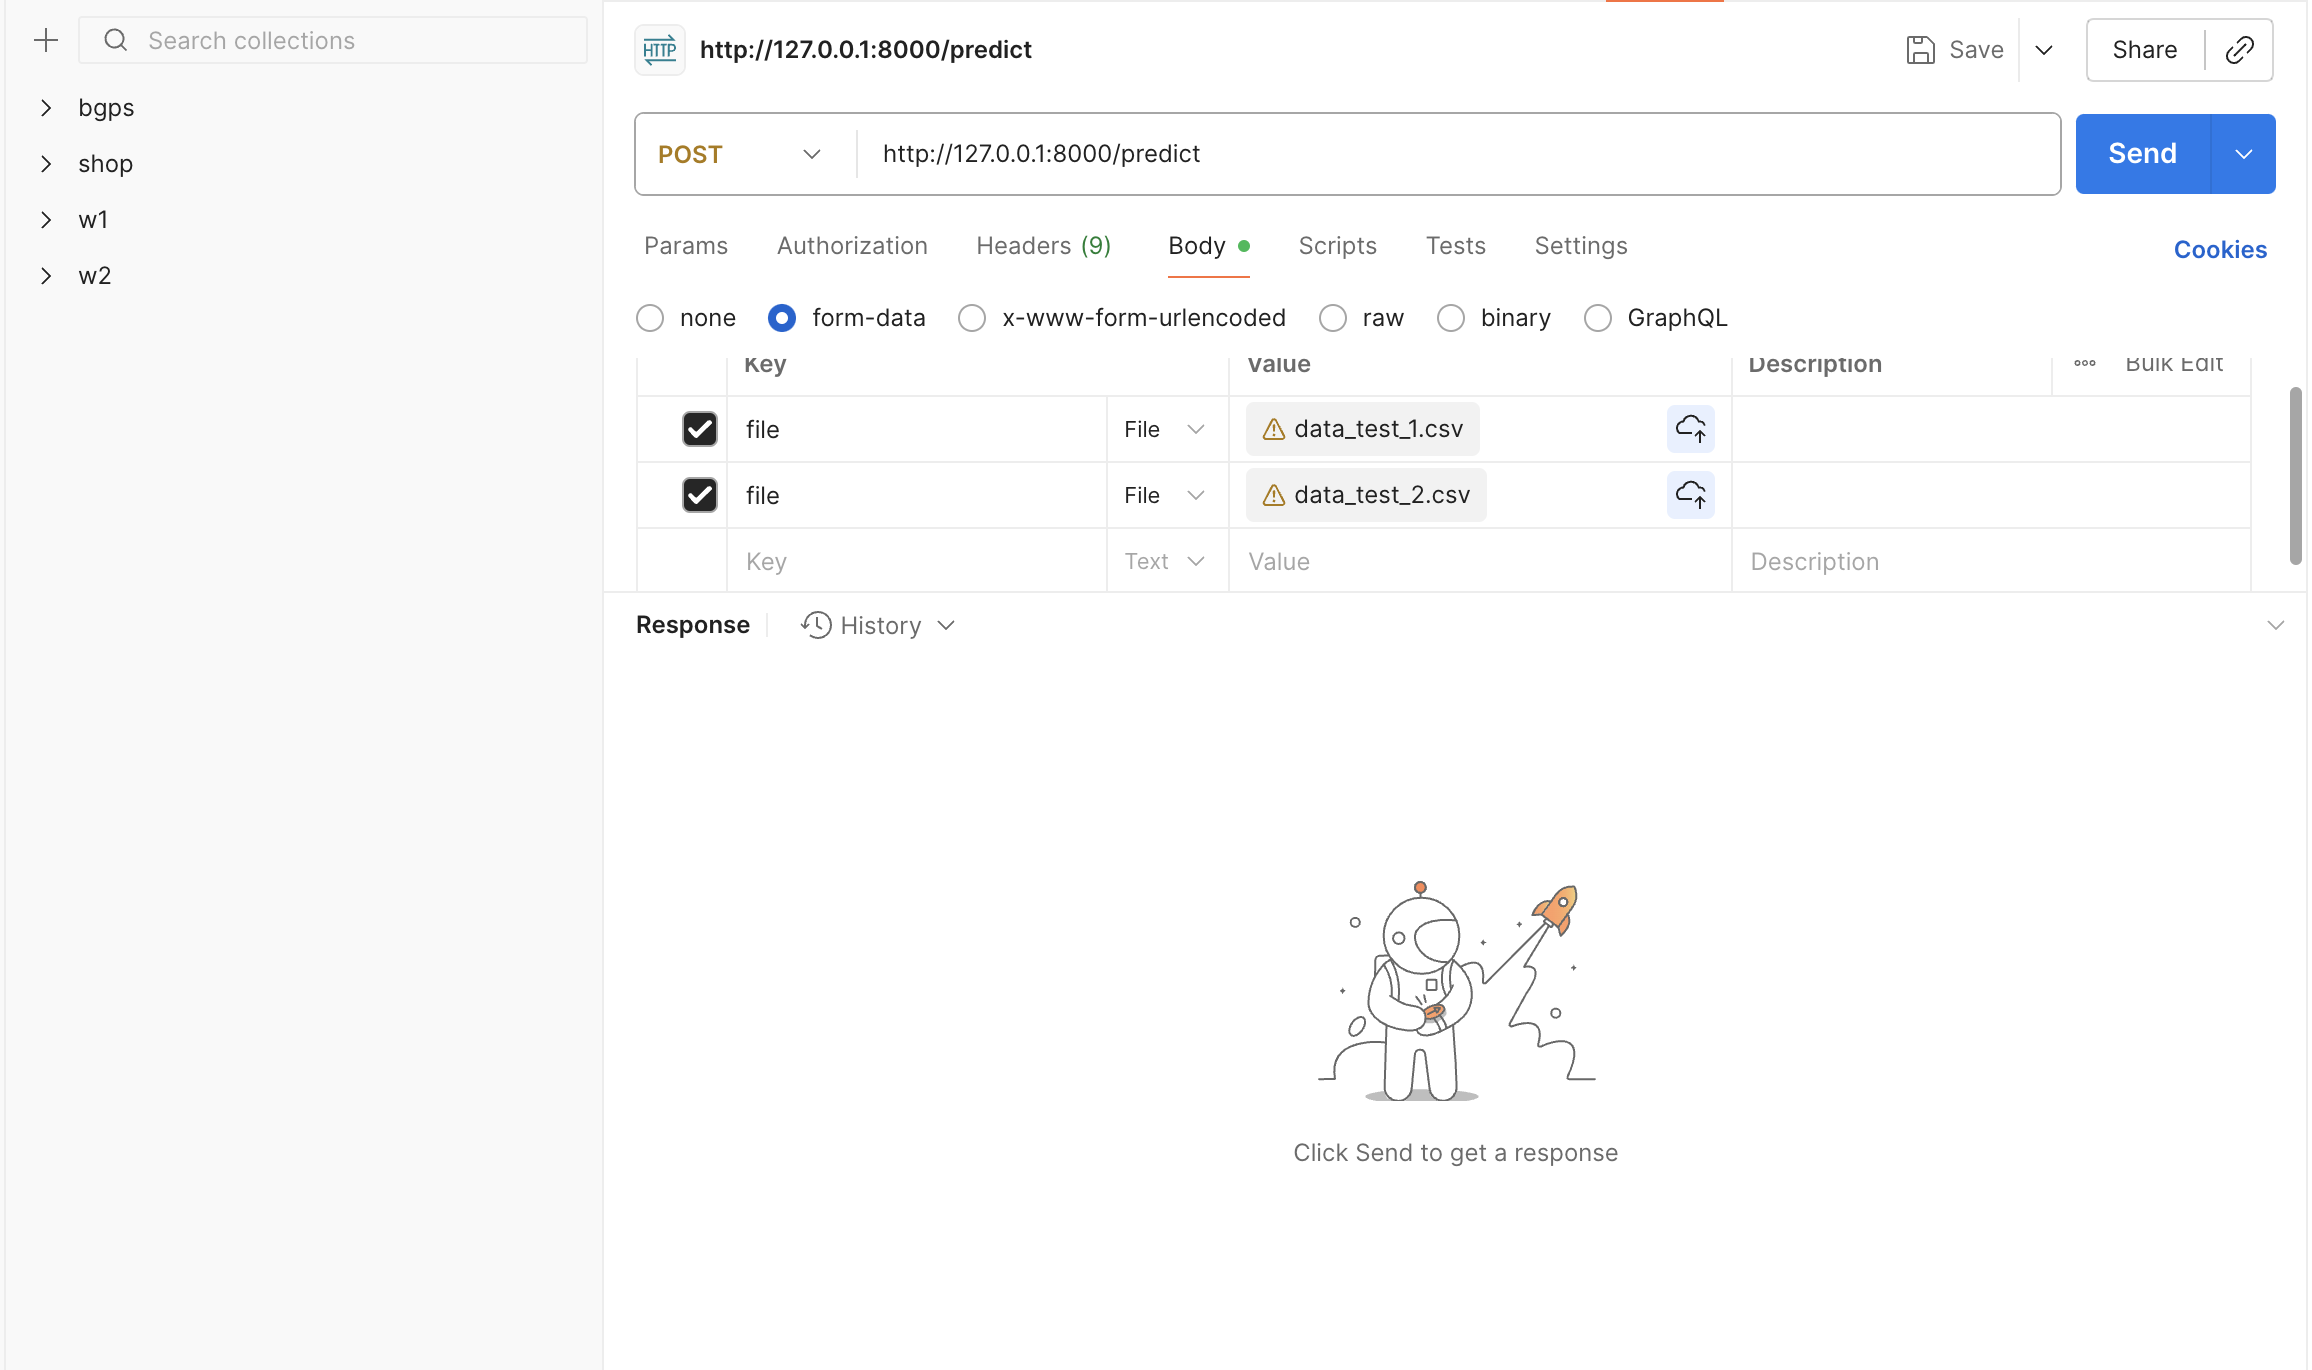 Search collections
bgps
shop
w1
w2
HTTP http://127.0.0.1:8000/predict
Save
Share
POST http://127.0.0.1:8000/predict
Send
Params Authorization Headers (9) Body Scripts Tests Settings
Cookies
none form-data x-www-form-urlencoded raw binary GraphQL
Key Value Description Bulk Edit
file File data_test_1.csv
file File data_test_2.csv
Key Text Value Description
Response History
Click Send to get a response